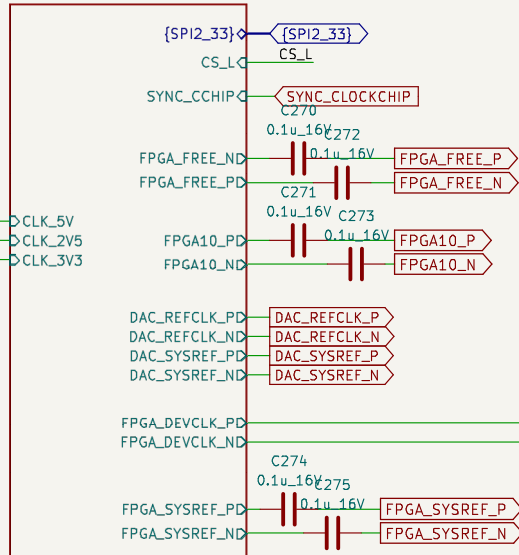 {SPI2_33} {SPI2_33}
CS_L CS_L
SYNC_CCHIP SYNC_CLOCKCHIP
C270
0.1u_16V
C272
0.1u_16V
FPGA_FREE_N FPGA_FREE_P
FPGA_FREE_P FPGA_FREE_N
C271
0.1u_16V
C273
0.1u_16V
CLK_5V
CLK_2V5
CLK_3V3
FPGA10_P FPGA10_P
FPGA10_N FPGA10_N
DAC_REFCLK_P DAC_REFCLK_P
DAC_REFCLK_N DAC_REFCLK_N
DAC_SYSREF_P DAC_SYSREF_P
DAC_SYSREF_N DAC_SYSREF_N
FPGA_DEVCLK_P
FPGA_DEVCLK_N
C274
0.1u_16V
C275
0.1u_16V
FPGA_SYSREF_P FPGA_SYSREF_P
FPGA_SYSREF_N FPGA_SYSREF_N